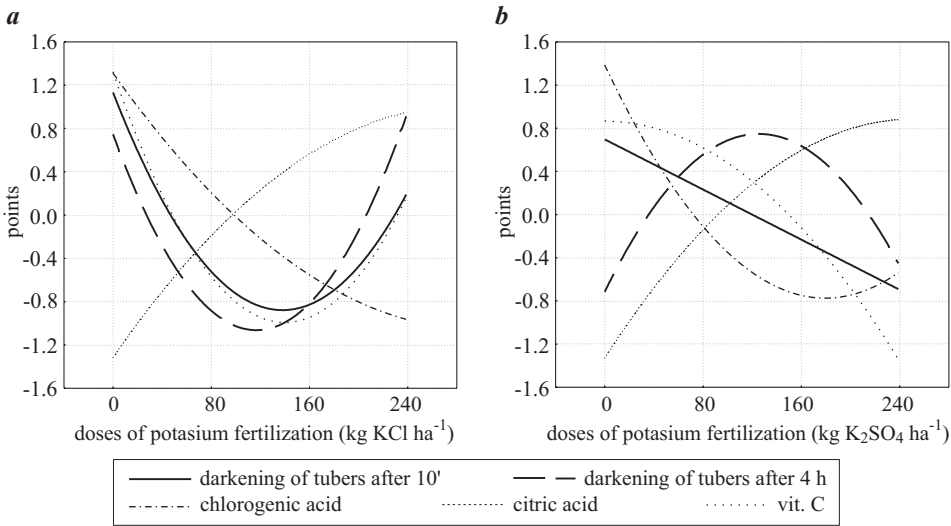 a
b
1.6
1.2
0.8
0.4
0.0
-0.4
-0.8
-1.2
-1.6
points
0 80 160 240
doses of potasium fertilization (kg KCl ha⁻¹)
1.6
1.2
0.8
0.4
0.0
-0.4
-0.8
-1.2
-1.6
points
0 80 160 240
doses of potasium fertilization (kg K₂SO₄ ha⁻¹)
darkening of tubers after 10' darkening of tubers after 4 h
chlorogenic acid citric acid vit. C